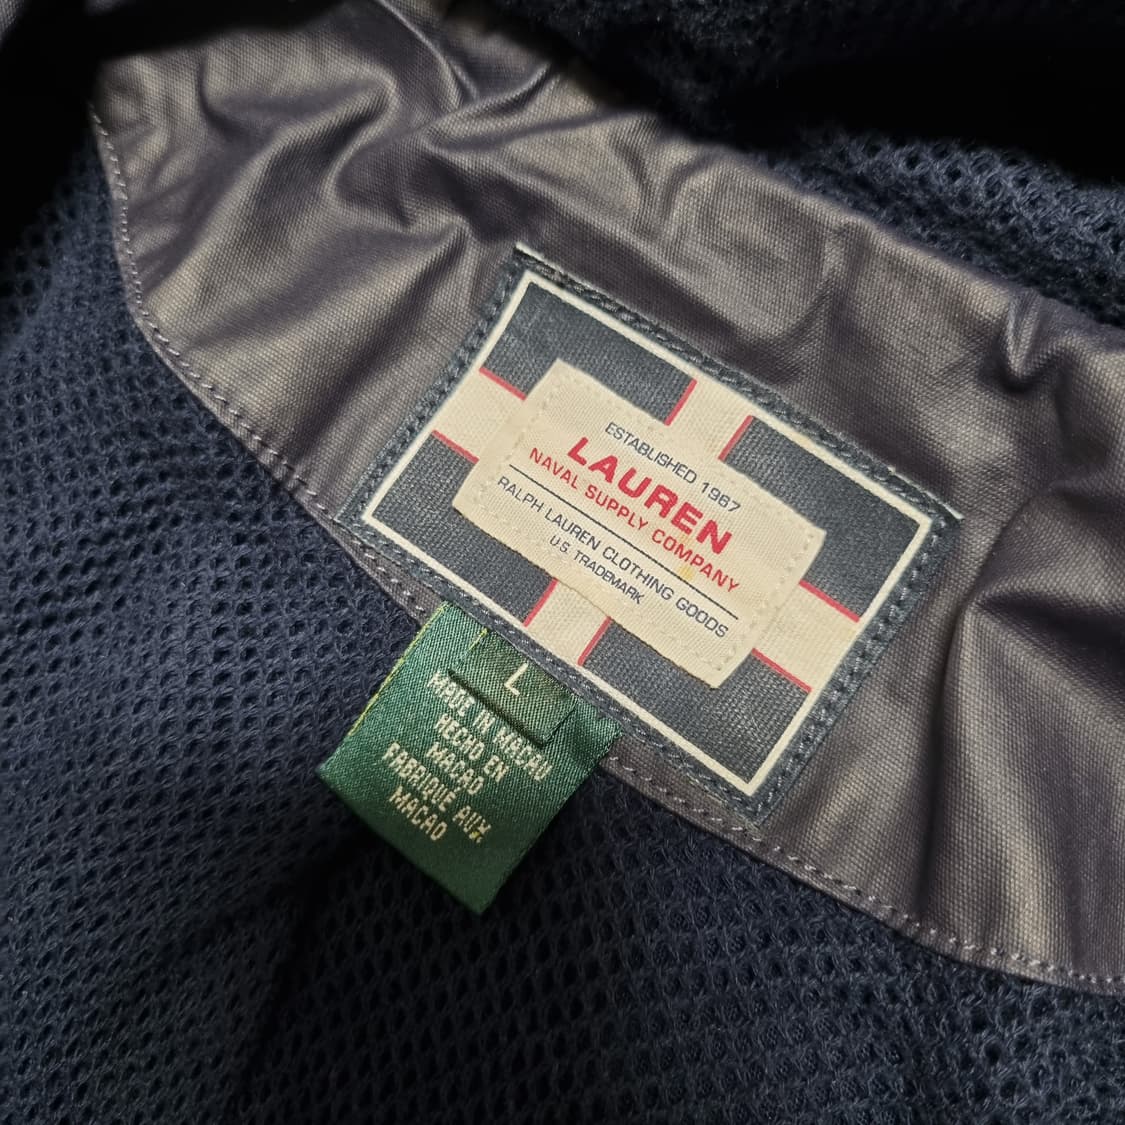 ESTABLISHED 1987
LAUREN
NAVAL SUPPLY COMPANY
RALPH LAUREN CLOTHING GOODS
U.S. TRADEMARK
L
MADE IN MACAU
HECHO EN
MACAO
FABRIQUE AUX
MACAO